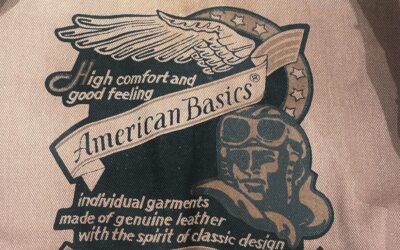 High comfort and
good feeling
American Basics®
individual garments
made of genuine leather
with the spirit of classic design